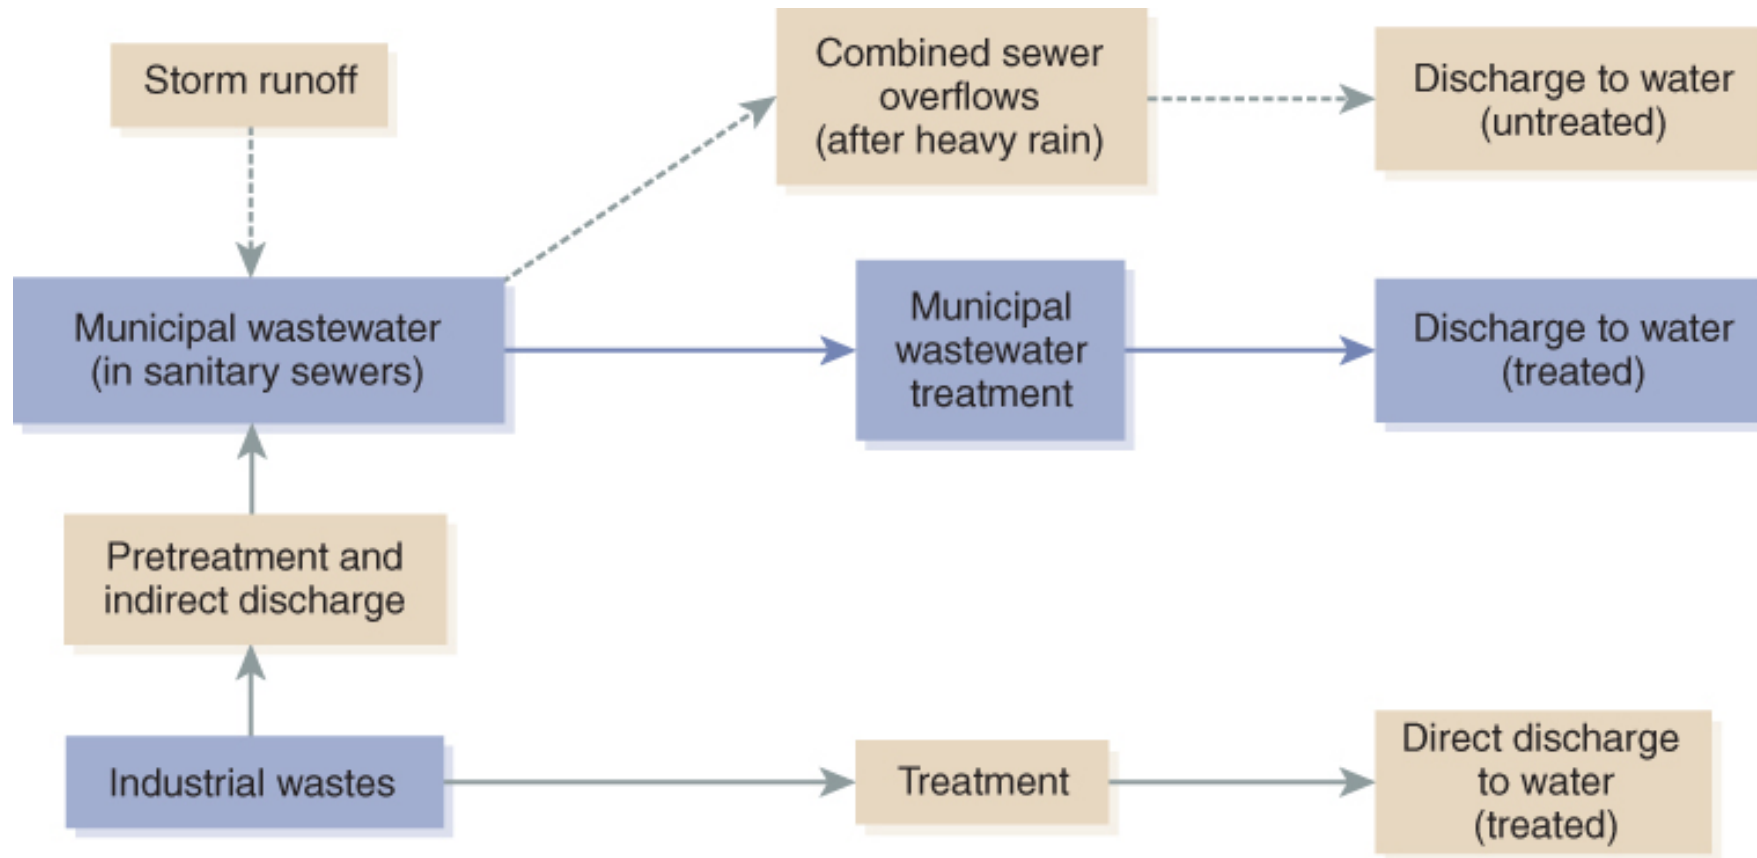 Storm runoff
Combined sewer
overflows
(after heavy rain)
Discharge to water
(untreated)
Municipal wastewater
(in sanitary sewers)
Municipal
wastewater
treatment
Discharge to water
(treated)
Pretreatment and
indirect discharge
Industrial wastes
Treatment
Direct discharge
to water
(treated)